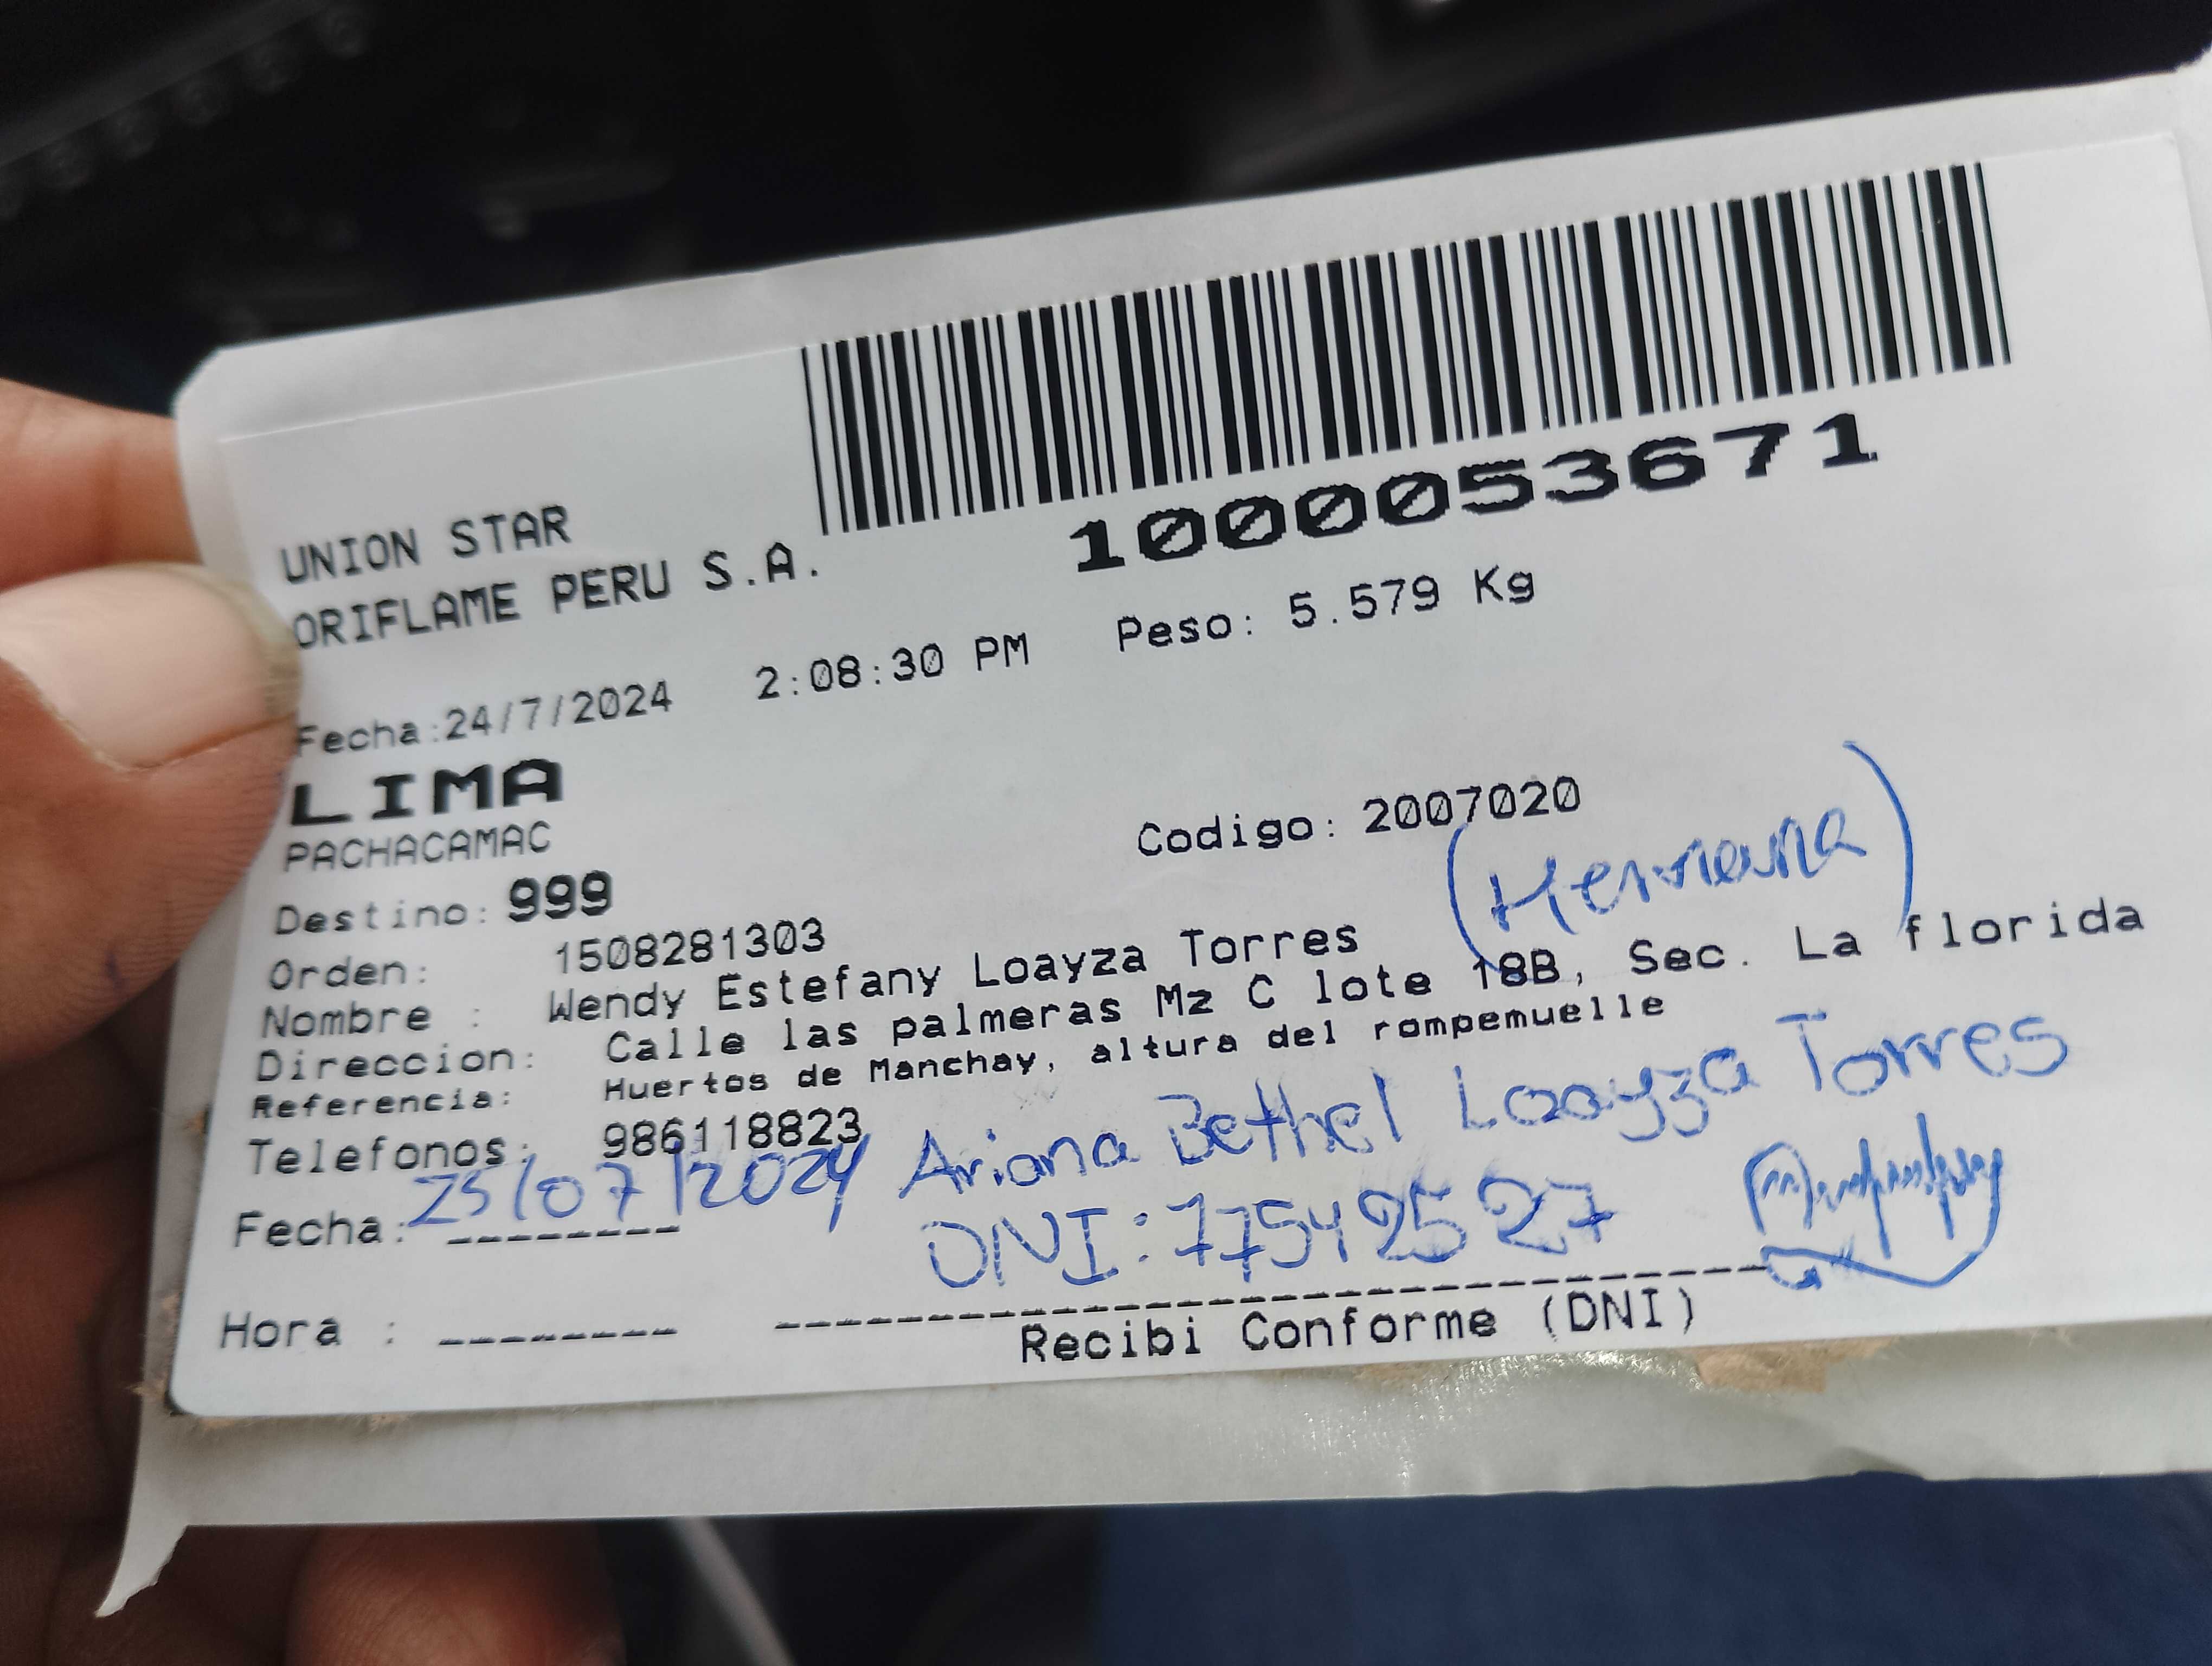 1000053671
UNION STAR
ORIFLAME PERU S.A.
Fecha:24/7/2024 2:08:30 PM Peso: 5.579 Kg
LIMA
PACHACAMAC
Codigo: 2007020
Destino: 999
(Hermana)
Orden: 1508281303
Nombre : Wendy Estefany Loayza Torres
Direccion: Calle las palmeras Mz C lote 18B, Sec. La florida
Referencia: Huertos de Manchay, altura del rompemuelle
Telefonos: 986118823
Ariana Bethel Loayza Torres
Fecha: 25/07/2024
DNI: 77542527
Hora :
Recibi Conforme (DNI)